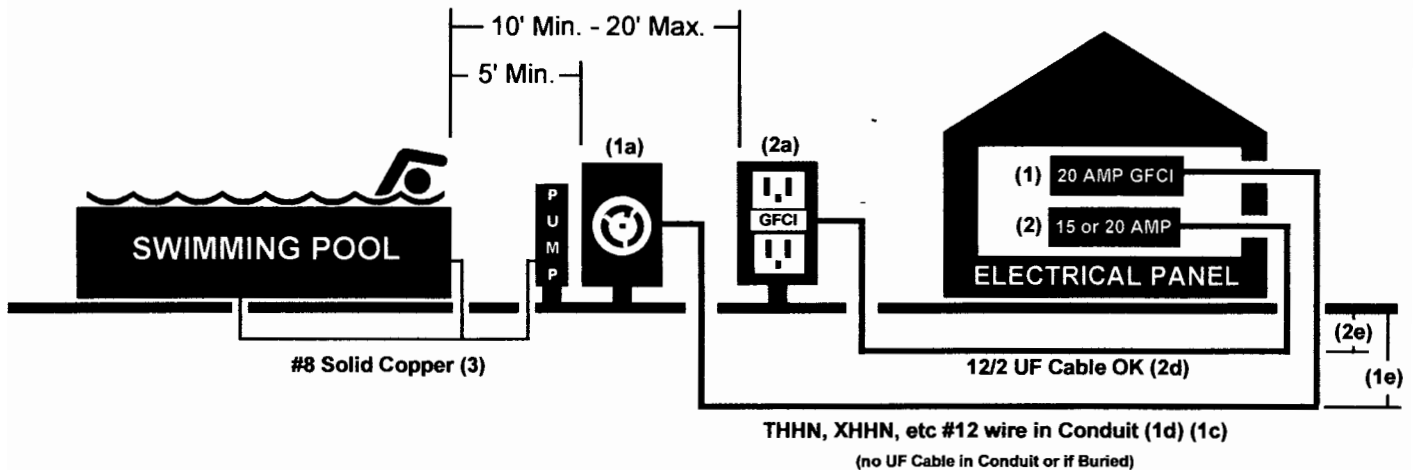 10' Min. - 20' Max.
5' Min.
(1a)
(2a)
(1) 20 AMP GFCI
(2) 15 or 20 AMP
ELECTRICAL PANEL
PUMP
GFCI
SWIMMING POOL
#8 Solid Copper (3)
12/2 UF Cable OK (2d)
(2e)
(1e)
THHN, XHHN, etc #12 wire in Conduit (1d) (1c)
(no UF Cable in Conduit or if Buried)